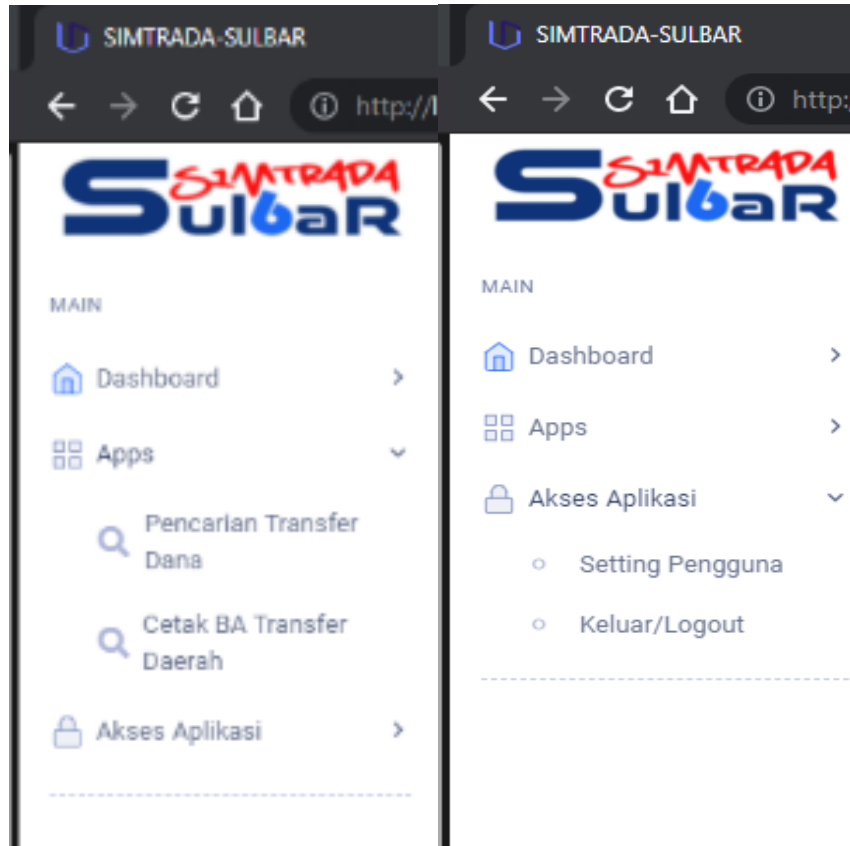 SIMTRADA-SULBAR
http://
SIMTRADA
SulbaR
MAIN
Dashboard
Apps
Pencarian Transfer
Dana
Cetak BA Transfer
Daerah
Akses Aplikasi
SIMTRADA-SULBAR
http:/
SIMTRADA
SulbaR
MAIN
Dashboard
Apps
Akses Aplikasi
Setting Pengguna
Keluar/Logout